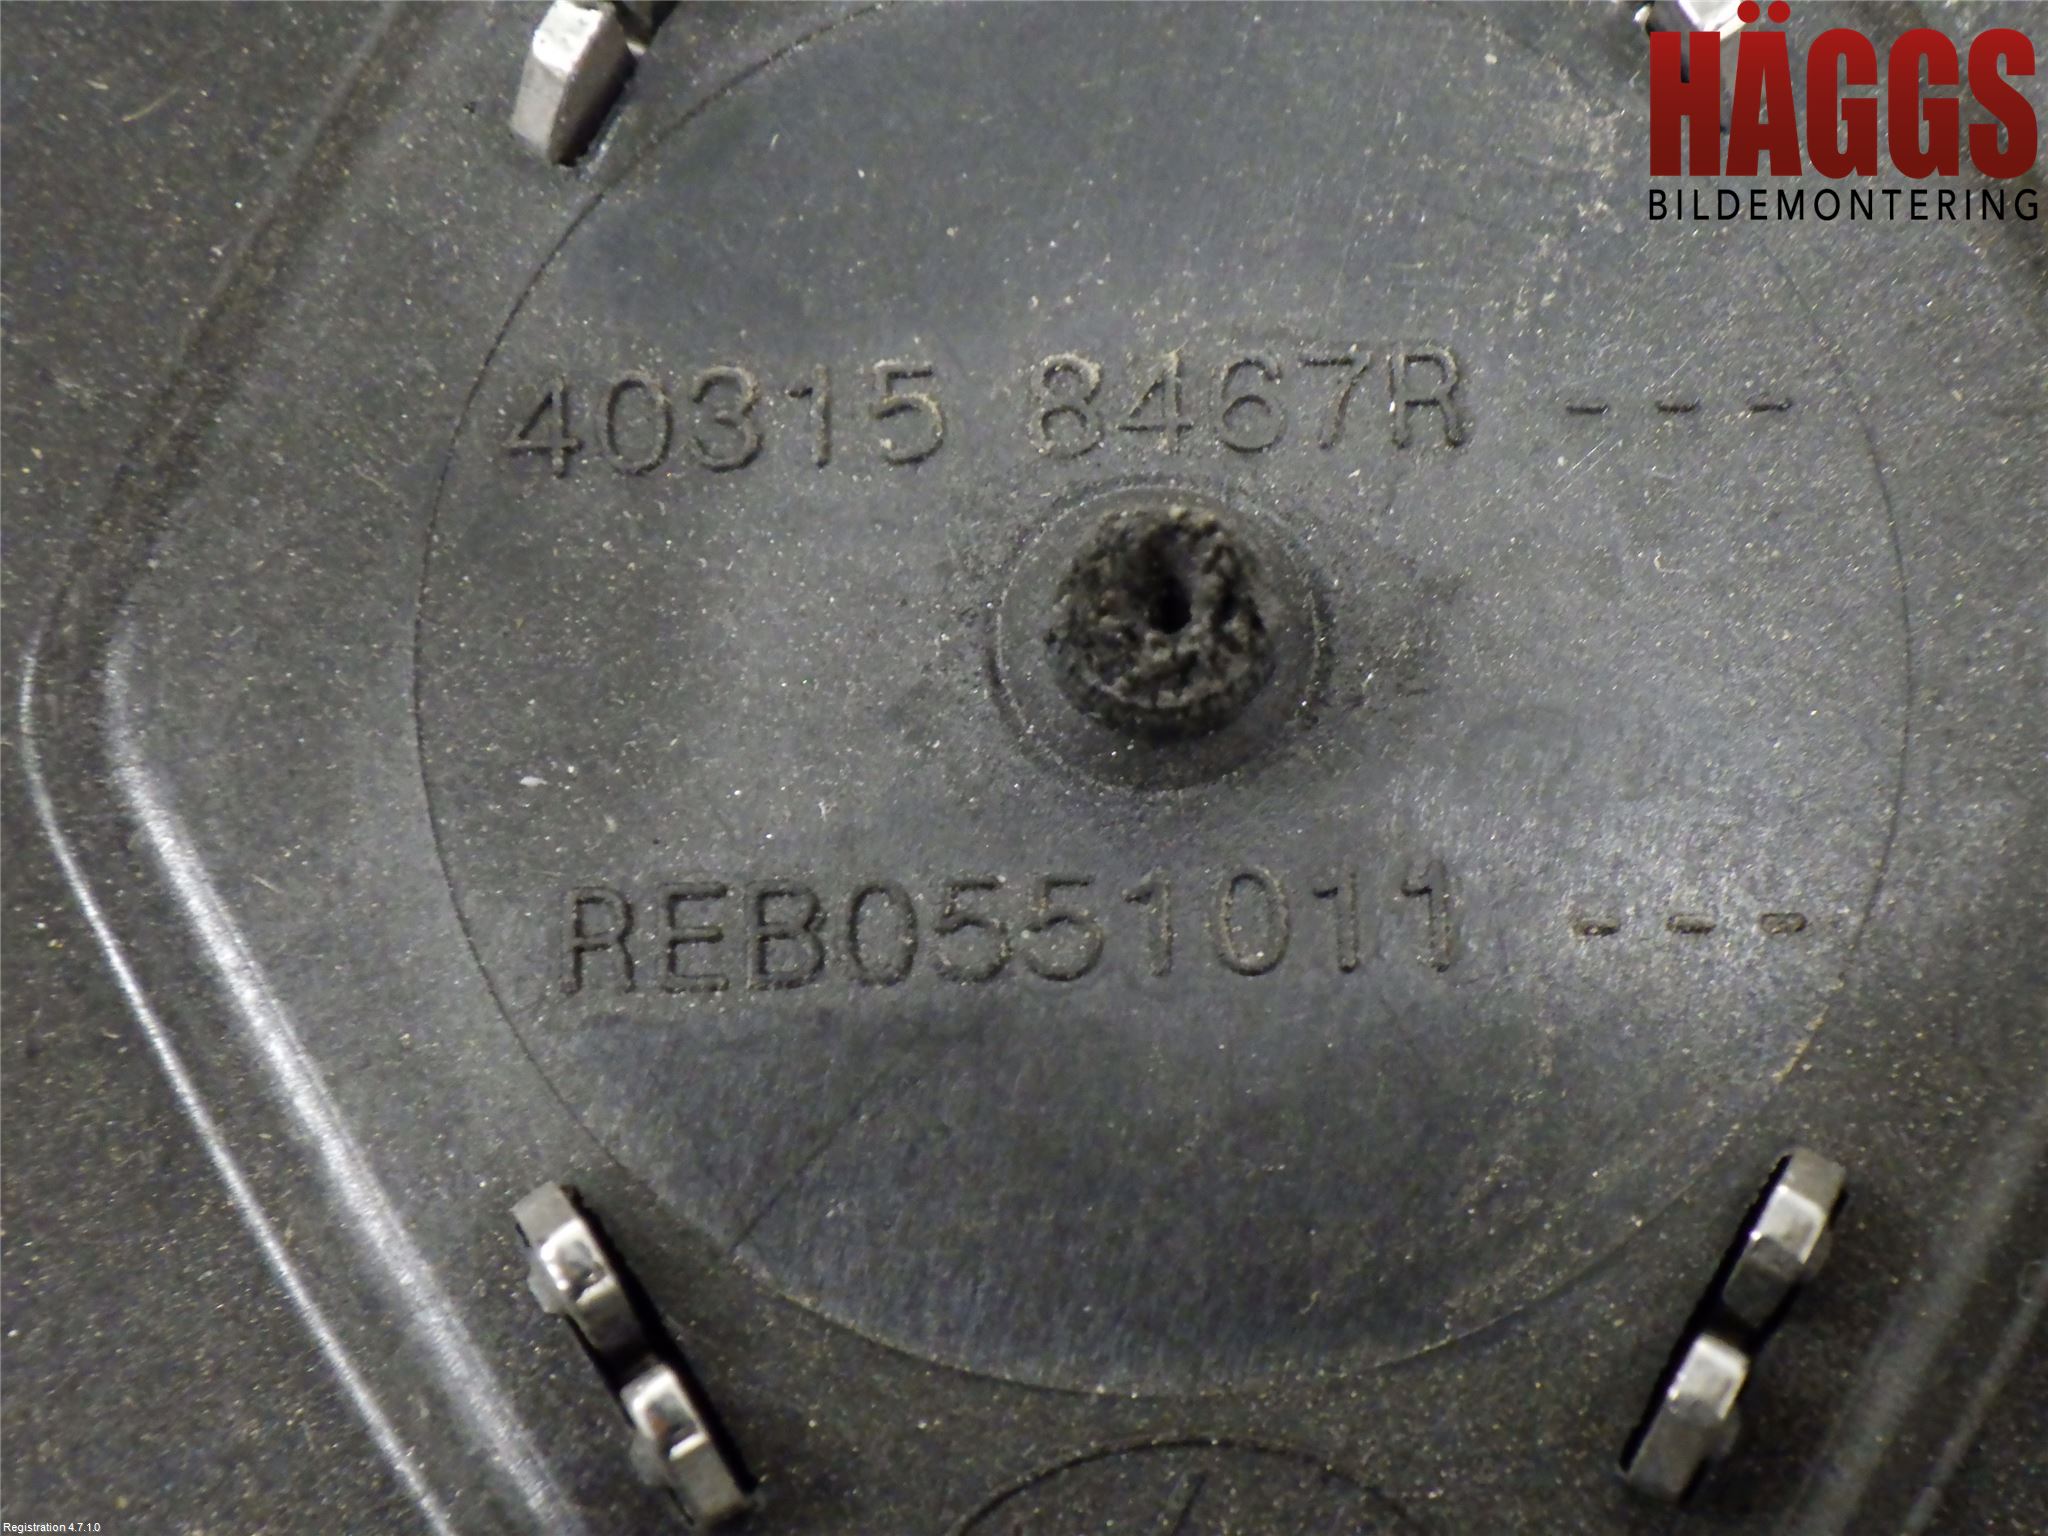 HÄGGS
BILDEMONTERING
40315 8467R ---
REB0551011 ---
Registration 4.7.1.0